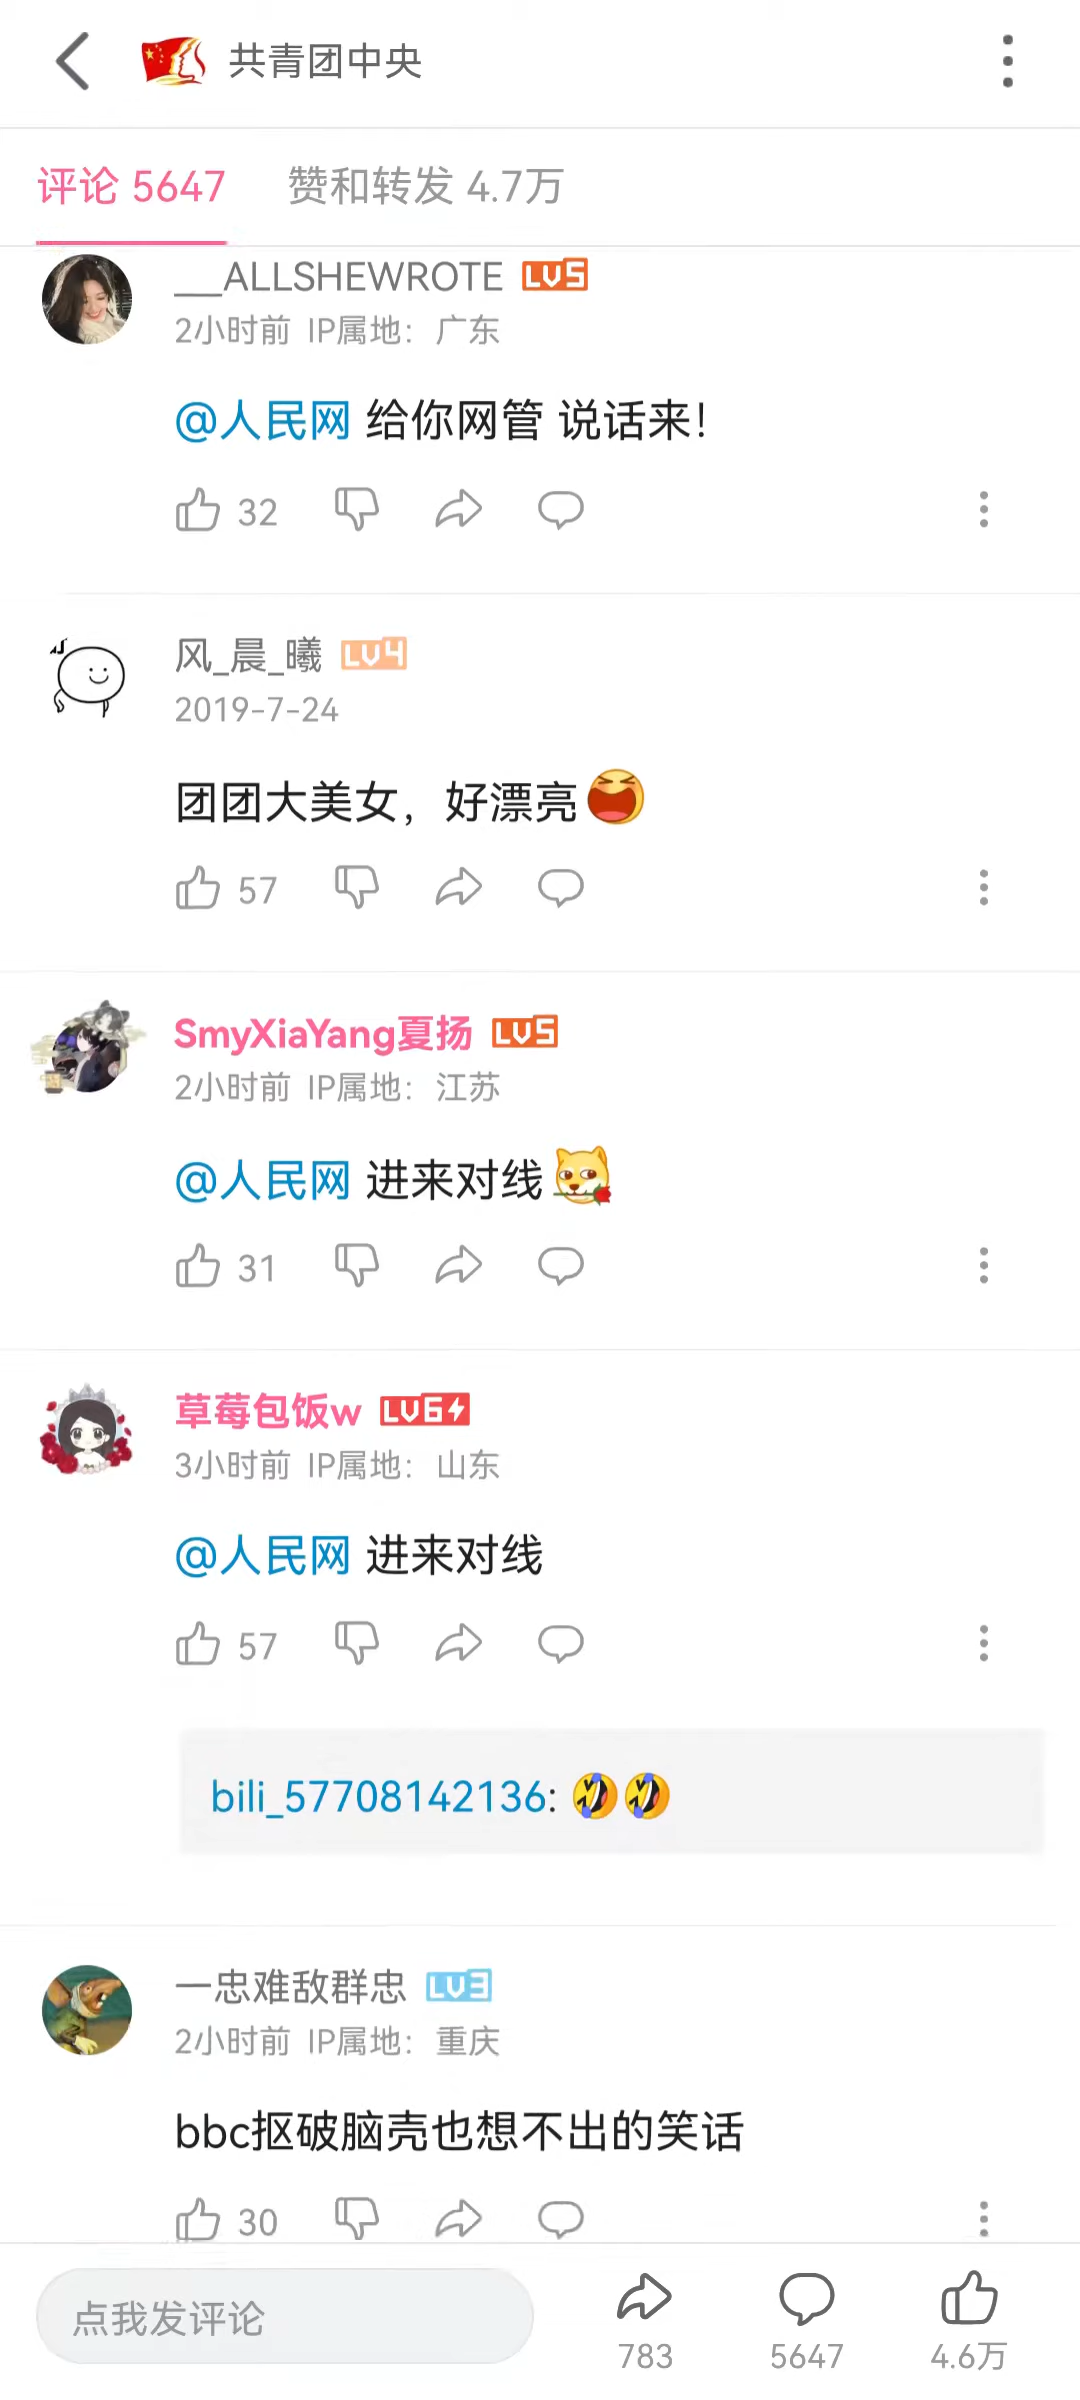 共青团中央
评论 5647 赞和转发 4.7万
___ALLSHEWROTE LV5
2小时前 IP属地：广东
@人民网 给你网管 说话来！
32
风_晨_曦 LV4
2019-7-24
团团大美女，好漂亮
57
SmyXiaYang夏扬 LV5
2小时前 IP属地：江苏
@人民网 进来对线
31
草莓包饭w LV6
3小时前 IP属地：山东
@人民网 进来对线
57
bili_57708142136:
一忠难敌群忠 LV3
2小时前 IP属地：重庆
bbc抠破脑壳也想不出的笑话
30
点我发评论
783 5647 4.6万